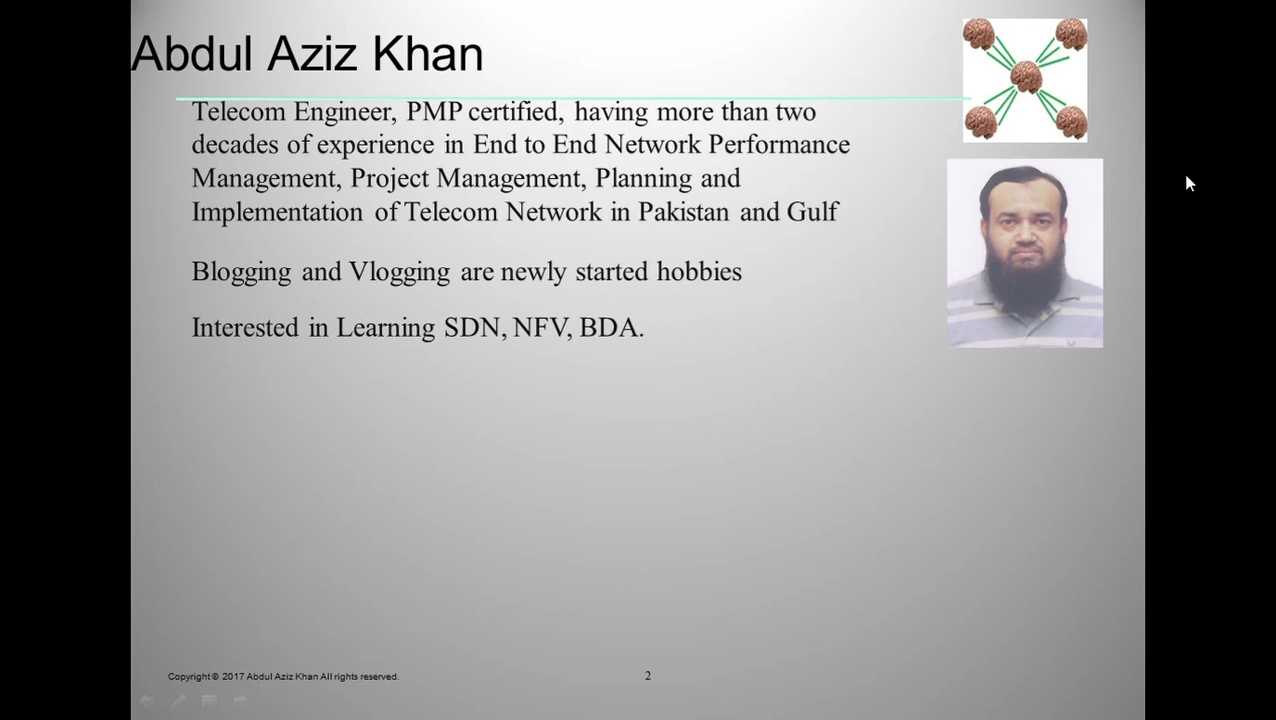 Abdul Aziz Khan
Telecom Engineer, PMP certified, having more than two
decades of experience in End to End Network Performance
Management, Project Management, Planning and
Implementation of Telecom Network in Pakistan and Gulf
Blogging and Vlogging are newly started hobbies
Interested in Learning SDN, NFV, BDA.
Copyright © 2017 Abdul Aziz Khan All rights reserved.
2